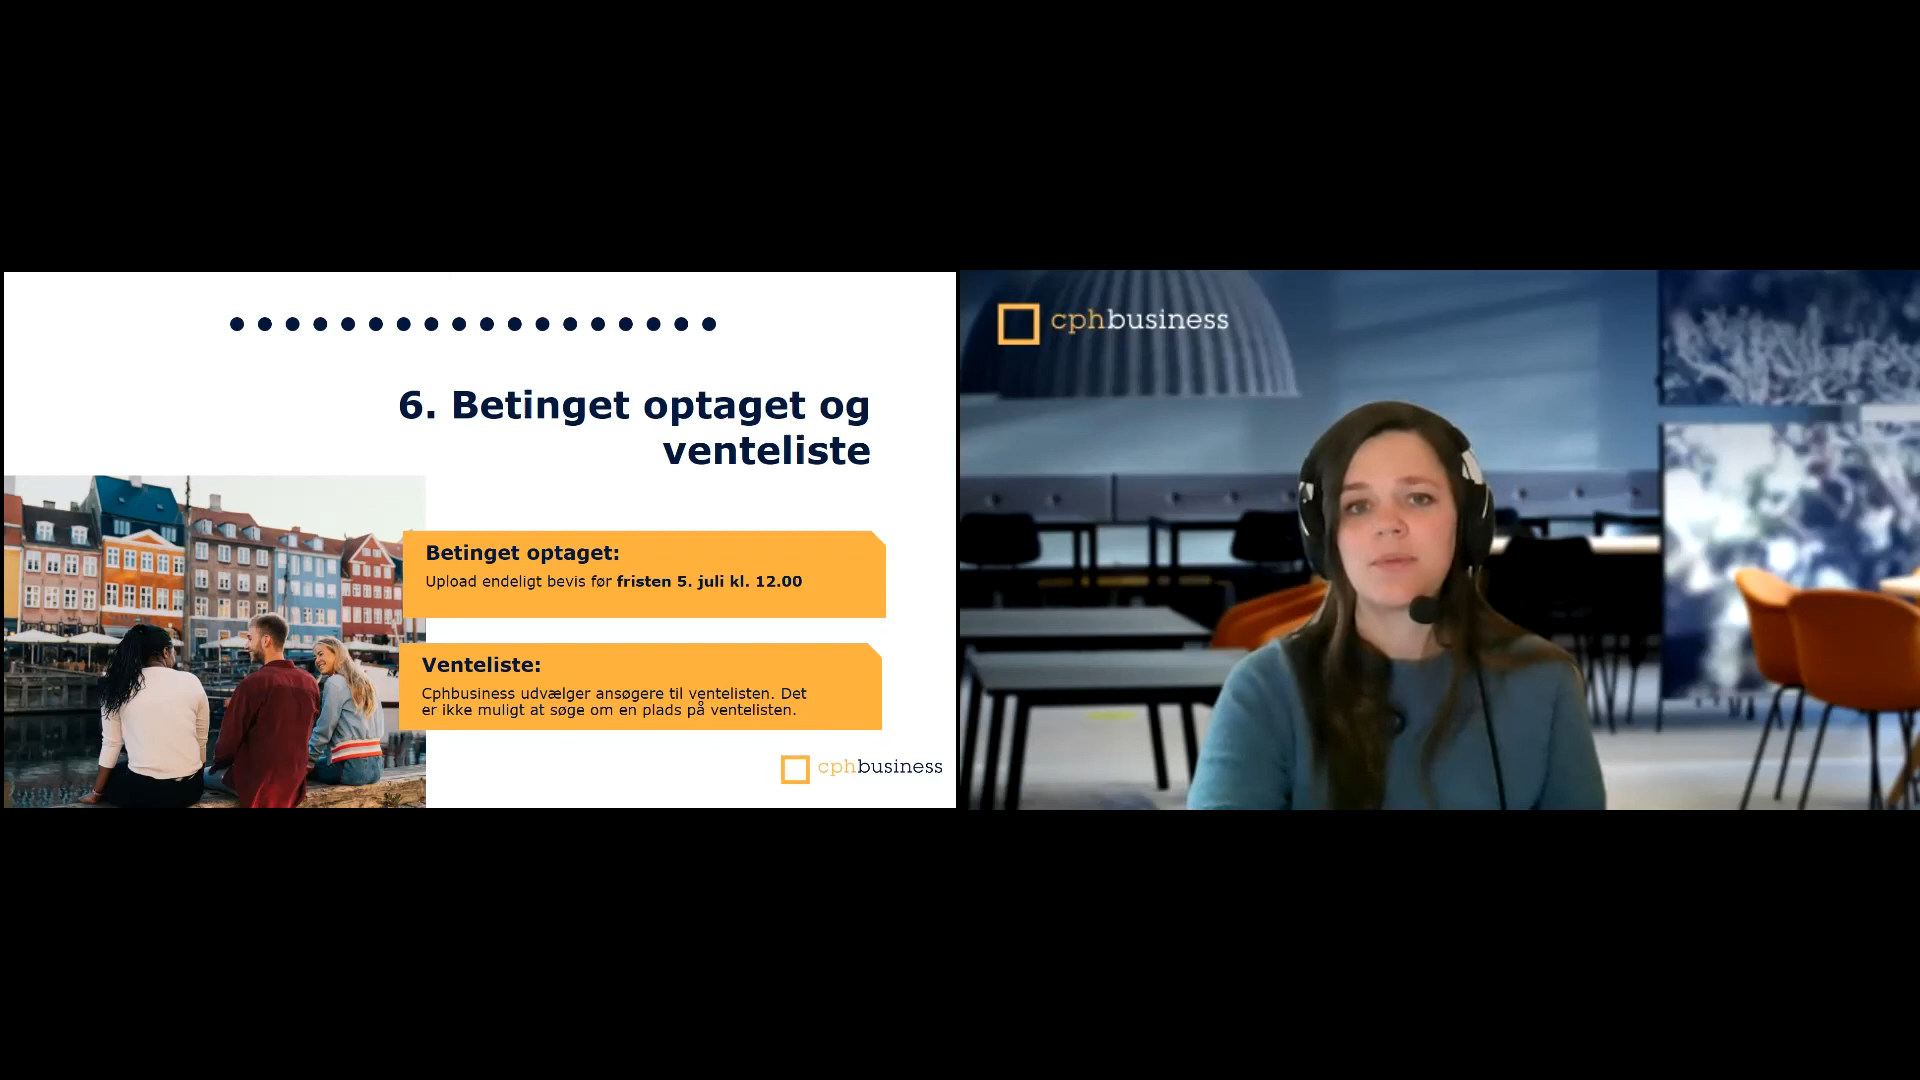 6. Betinget optaget og
venteliste
Betinget optaget:
Upload endeligt bevis før fristen 5. juli kl. 12.00
Venteliste:
Cphbusiness udvælger ansøgere til ventelisten. Det
er ikke muligt at søge om en plads på ventelisten.
cphbusiness
cphbusiness